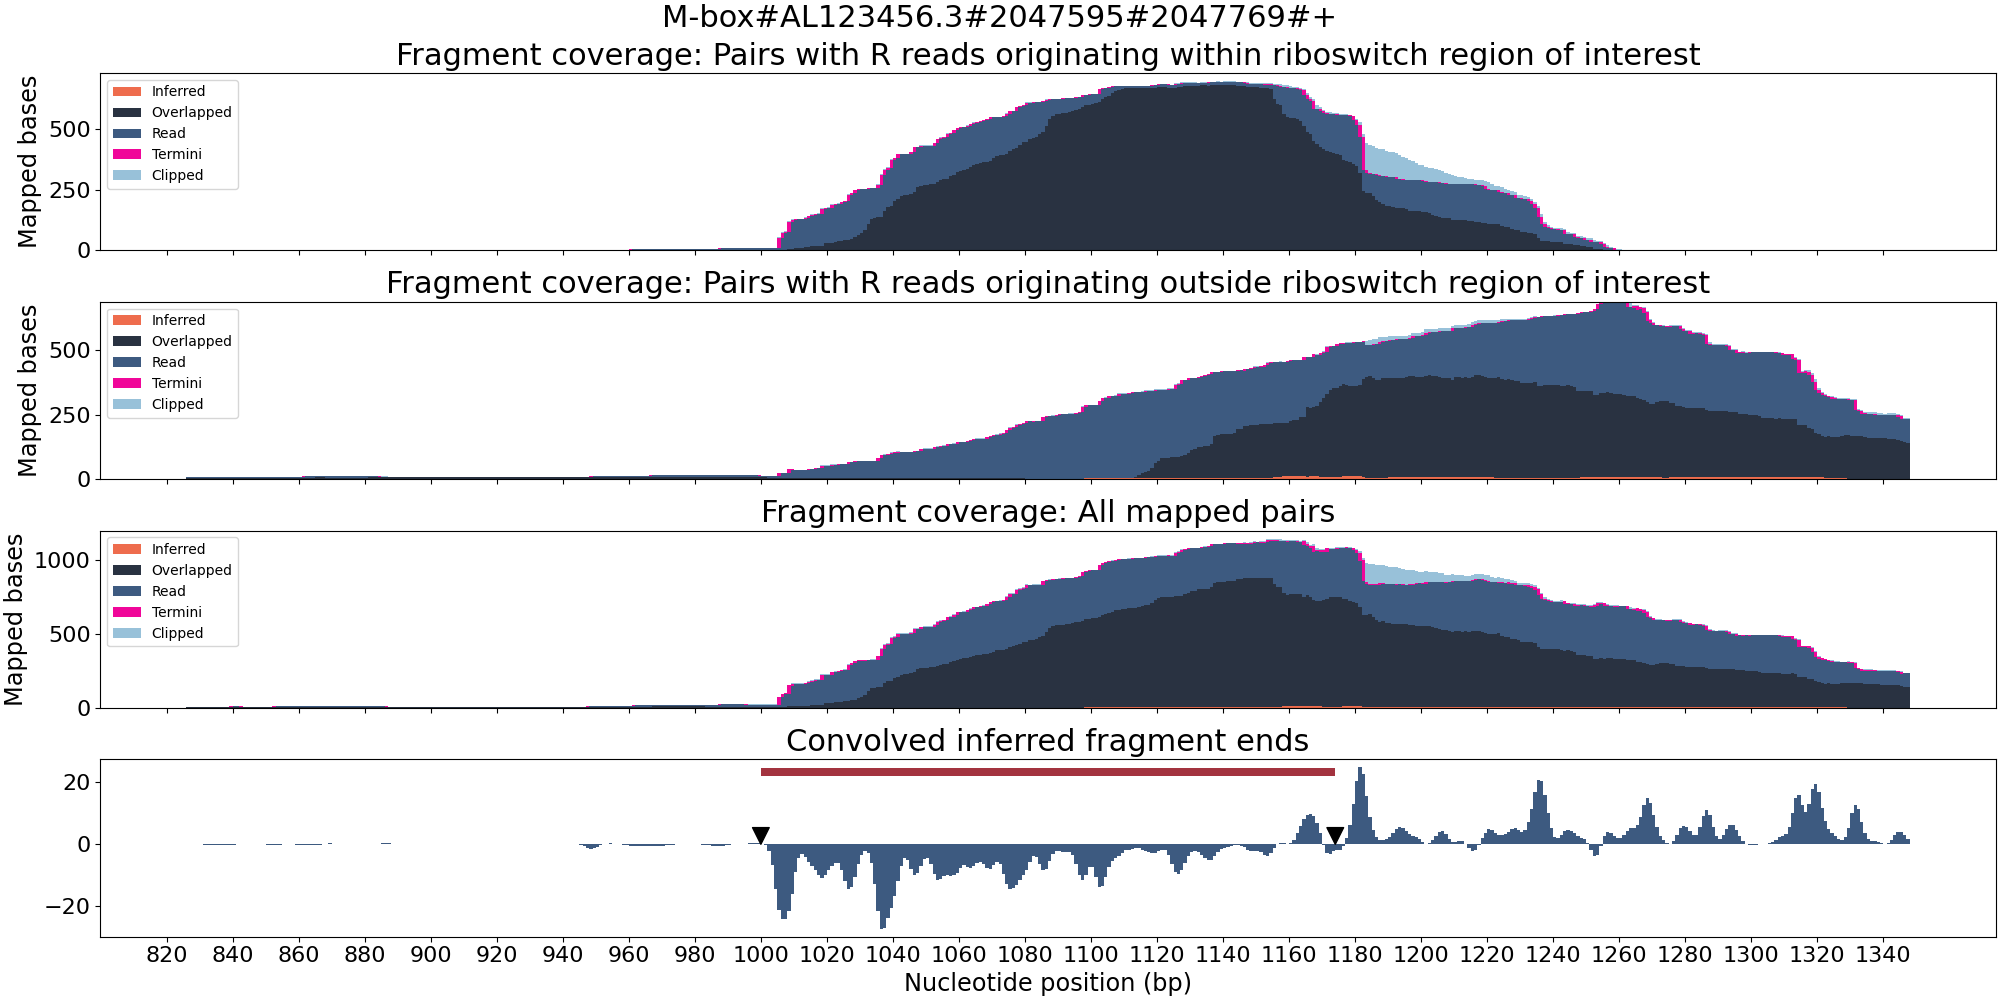 M-box#AL123456.3#2047595#2047769#+
Fragment coverage: Pairs with R reads originating within riboswitch region of interest
Mapped bases
500
250
0
Inferred
Overlapped
Read
Termini
Clipped
Fragment coverage: Pairs with R reads originating outside riboswitch region of interest
Mapped bases
500
250
0
Inferred
Overlapped
Read
Termini
Clipped
Fragment coverage: All mapped pairs
Mapped bases
1000
500
0
Inferred
Overlapped
Read
Termini
Clipped
Convolved inferred fragment ends
20
0
−20
820 840 860 880 900 920 940 960 980 1000 1020 1040 1060 1080 1100 1120 1140 1160 1180 1200 1220 1240 1260 1280 1300 1320 1340
Nucleotide position (bp)